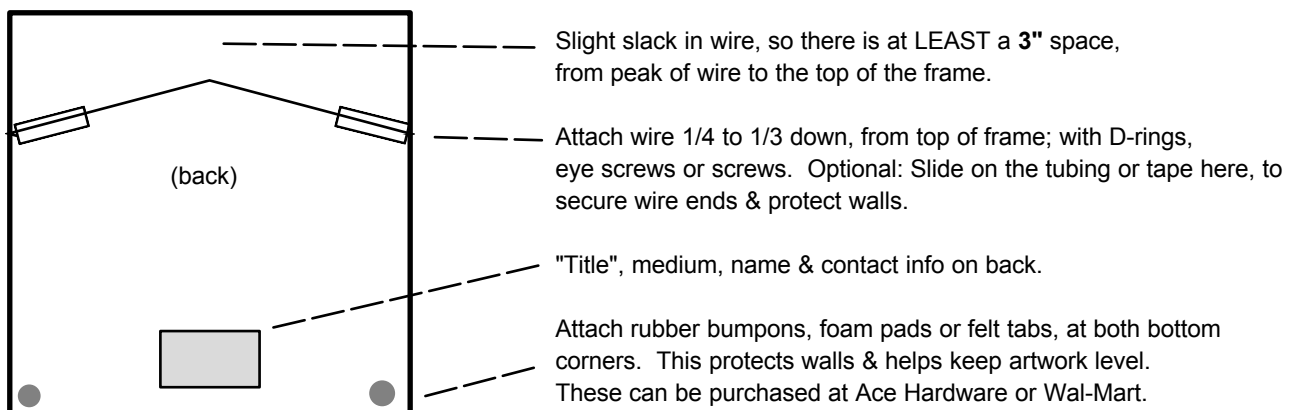 Slight slack in wire, so there is at LEAST a 3" space,
from peak of wire to the top of the frame.
Attach wire 1/4 to 1/3 down, from top of frame; with D-rings,
eye screws or screws.  Optional: Slide on the tubing or tape here, to
secure wire ends & protect walls.
(back)
"Title", medium, name & contact info on back.
Attach rubber bumpons, foam pads or felt tabs, at both bottom
corners.  This protects walls & helps keep artwork level.
These can be purchased at Ace Hardware or Wal-Mart.